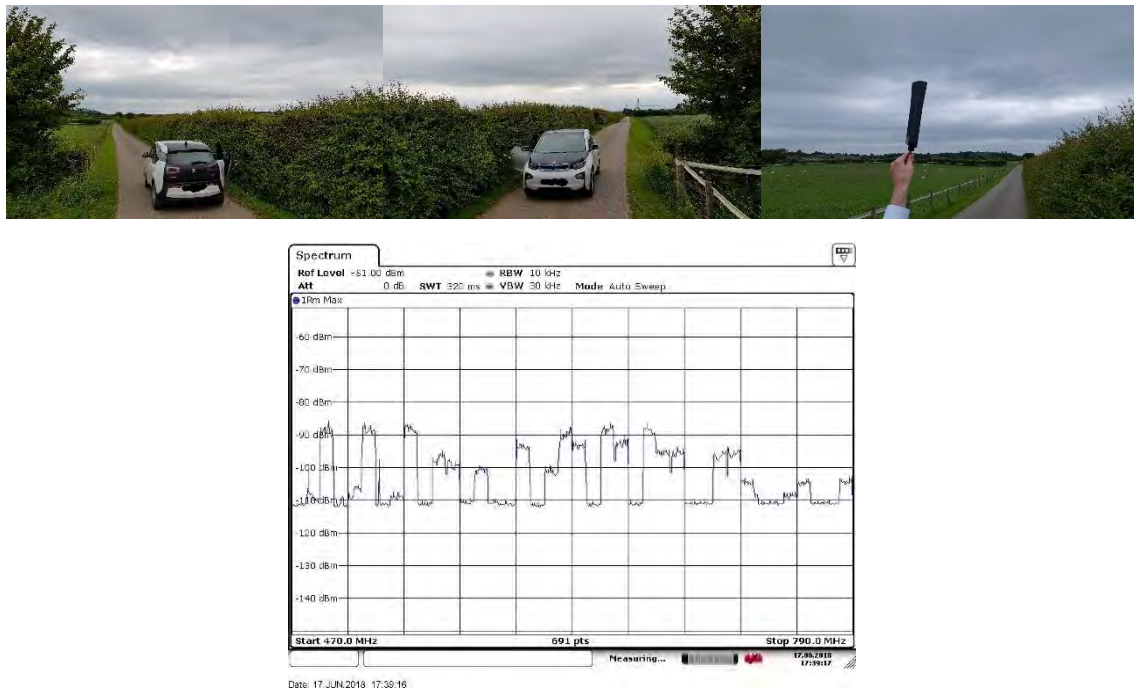 Spectrum
Ref Level -51.00 dBm RBW 10 kHz
Att 0 dB SWT 320 ms VBW 30 kHz Mode Auto Sweep
1Rm Max
-60 dBm
-70 dBm
-80 dBm
-90 dBm
-100 dBm
-110 dBm
-120 dBm
-130 dBm
-140 dBm
Start 470.0 MHz 691 pts Stop 790.0 MHz
Measuring... 17.06.2018
17:39:17
Date: 17.JUN.2018 17:39:16